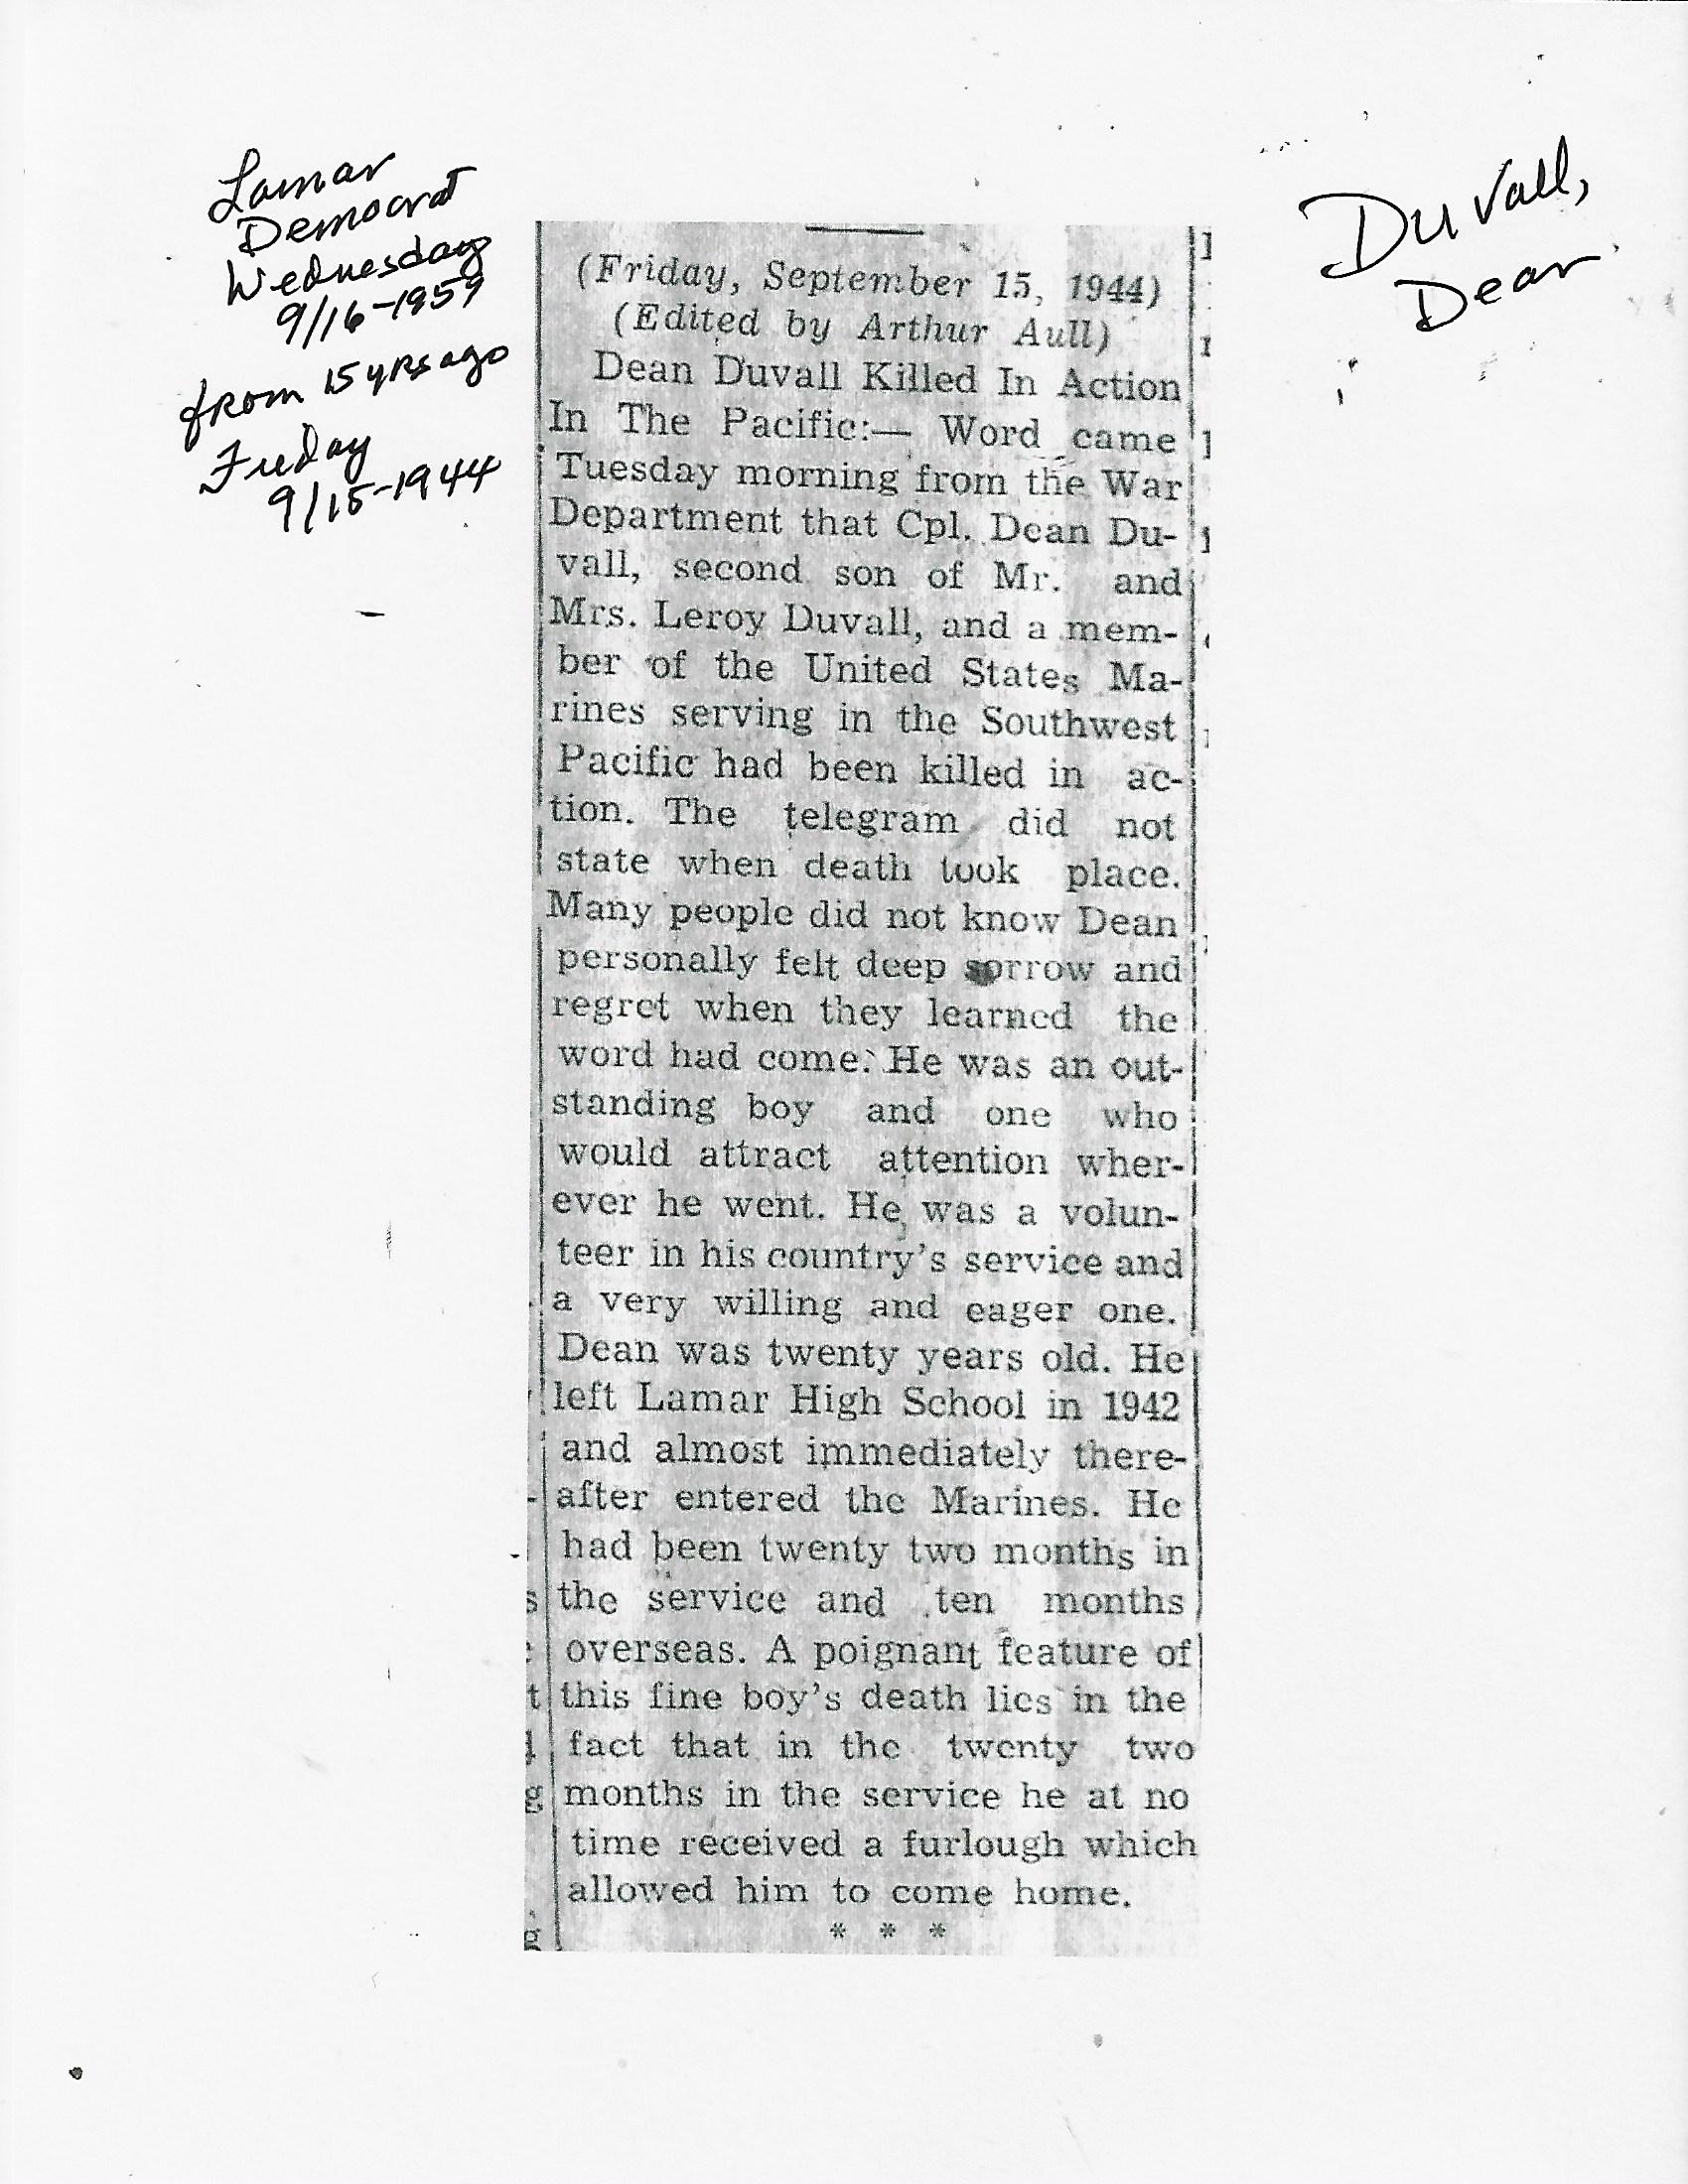 Lamar
Democrat
Wednesday
9/16-1959
from 15 yrs ago
Friday
9/15-1944
DuVall,
Dean
(Friday, September 15, 1944)
(Edited by Arthur Aull)
Dean Duvall Killed In Action
In The Pacific:— Word came
Tuesday morning from the War
Department that Cpl. Dean Du-
vall, second son of Mr. and
Mrs. Leroy Duvall, and a mem-
ber of the United States Ma-
rines serving in the Southwest
Pacific had been killed in ac-
tion. The telegram did not
state when death took place.
Many people did not know Dean
personally felt deep sorrow and
regret when they learned the
word had come. He was an out-
standing boy and one who
would attract attention wher-
ever he went. He was a volun-
teer in his country's service and
a very willing and eager one.
Dean was twenty years old. He
left Lamar High School in 1942
and almost immediately there-
after entered the Marines. He
had been twenty two months in
the service and ten months
overseas. A poignant feature of
this fine boy's death lies in the
fact that in the twenty two
months in the service he at no
time received a furlough which
allowed him to come home.
* * *